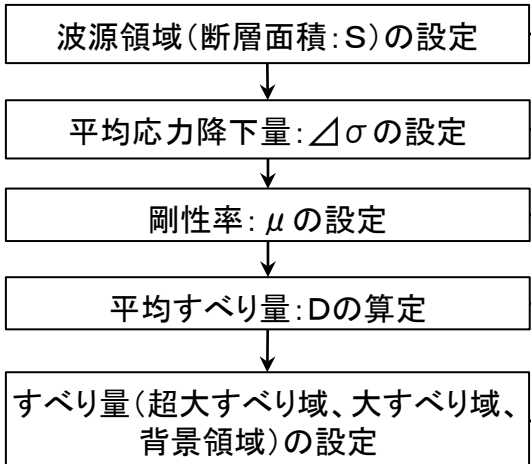 波源領域(断層面積:S)の設定
平均応力降下量:⊿σの設定
剛性率:μの設定
平均すべり量:Dの算定
すべり量(超大すべり域、大すべり域、
背景領域)の設定